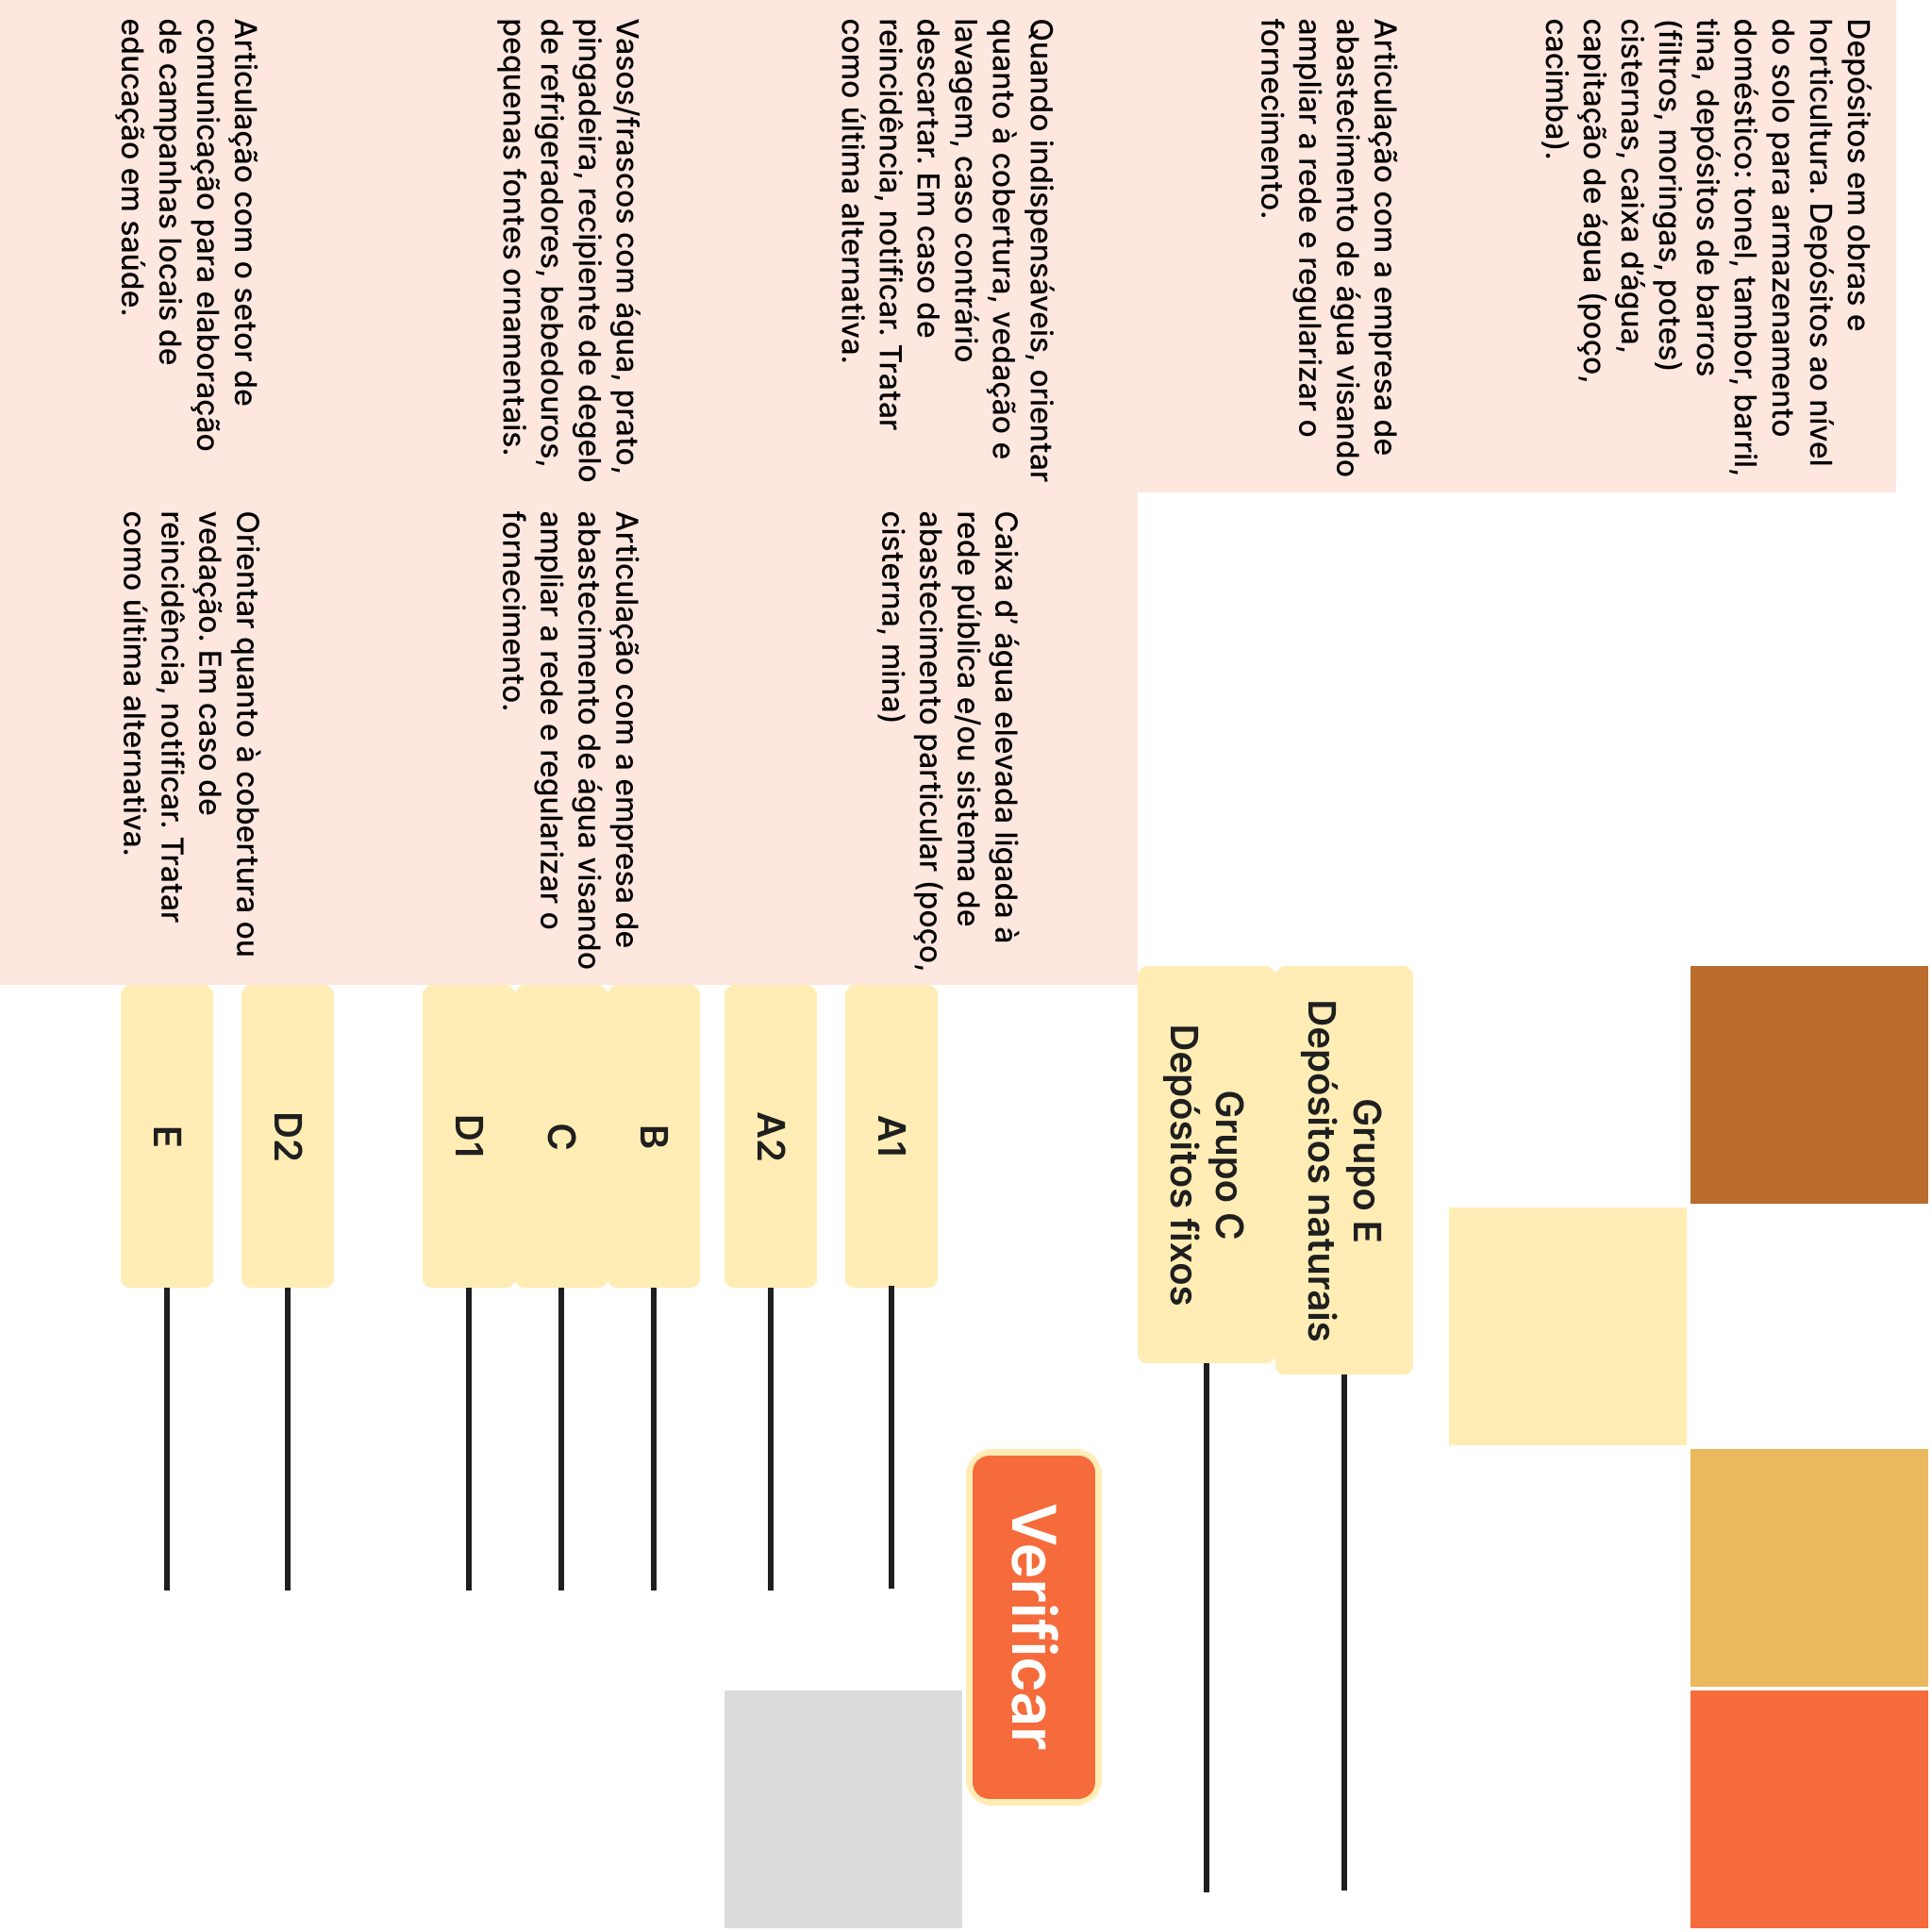 Depósitos em obras e
horticultura. Depósitos ao nível
do solo para armazenamento
doméstico: tonel, tambor, barril,
tina, depósitos de barros
(filtros, moringas, potes)
cisternas, caixa d'água,
capitação de água (poço,
cacimba).
Articulação com a empresa de
abastecimento de água visando
ampliar a rede e regularizar o
fornecimento.
Quando indispensáveis, orientar
quanto à cobertura, vedação e
lavagem, caso contrário
descartar. Em caso de
reincidência, notificar. Tratar
como última alternativa.
Vasos/frascos com água, prato,
pingadeira, recipiente de degelo
de refrigeradores, bebedouros,
pequenas fontes ornamentais.
Articulação com o setor de
comunicação para elaboração
de campanhas locais de
educação em saúde.
Caixa d' água elevada ligada à
rede pública e/ou sistema de
abastecimento particular (poço,
cisterna, mina)
Articulação com a empresa de
abastecimento de água visando
ampliar a rede e regularizar o
fornecimento.
Orientar quanto à cobertura ou
vedação. Em caso de
reincidência, notificar. Tratar
como última alternativa.
Grupo E
Depósitos naturais
Grupo C
Depósitos fixos
A1
A2
B
C
D1
D2
E
Verificar